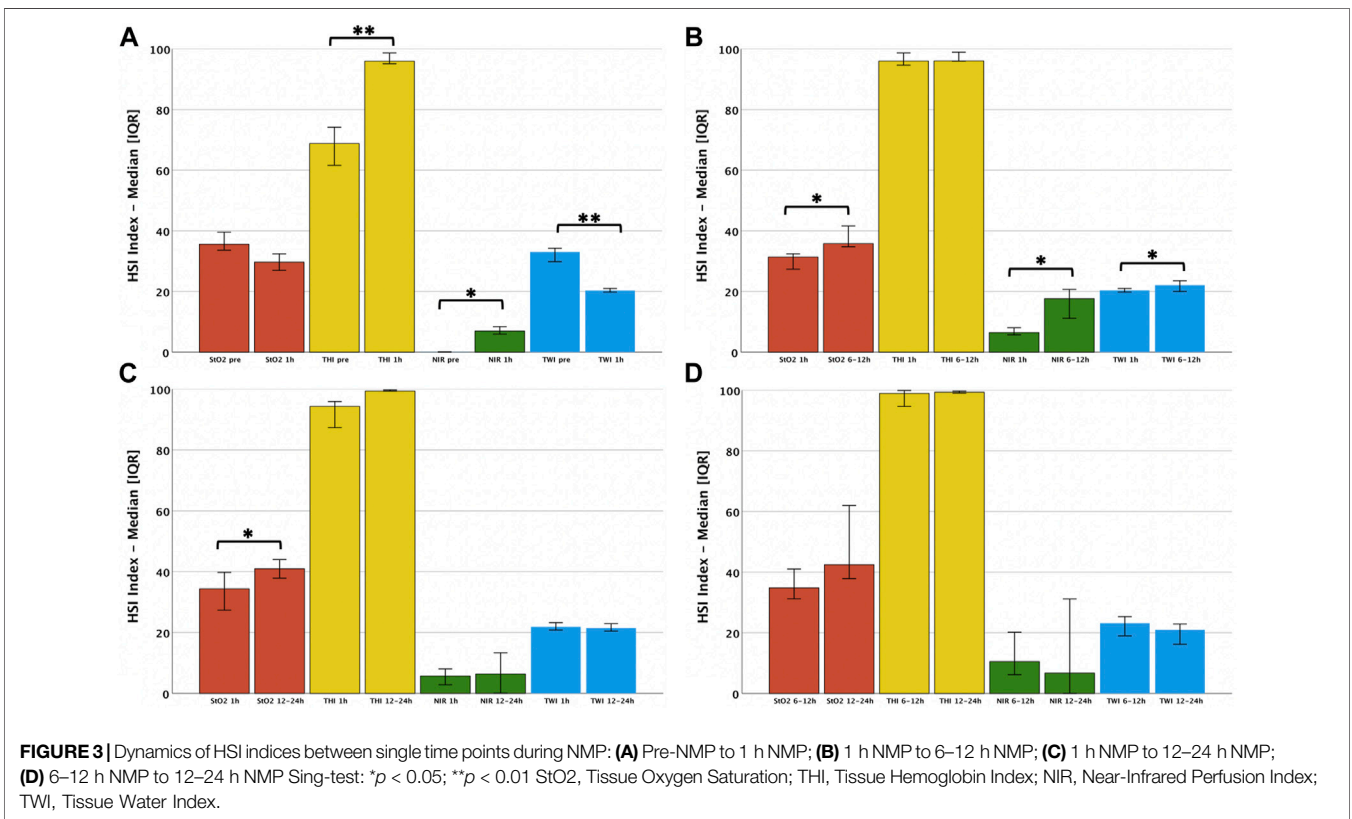 A
**
100
80
60
40
20
0
HSI Index – Median [IQR]
*
**
StO2 pre StO2 1h THI pre THI 1h NIR pre NIR 1h TWI pre TWI 1h
B
100
80
60
40
20
0
HSI Index – Median [IQR]
*
*
*
StO2 1h StO2 6–12h THI 1h THI 6–12h NIR 1h NIR 6–12h TWI 1h TWI 6–12h
C
100
80
60
40
20
0
HSI Index – Median [IQR]
*
StO2 1h StO2 12–24h THI 1h THI 12–24h NIR 1h NIR 12–24h TWI 1h TWI 12–24h
D
100
80
60
40
20
0
HSI Index – Median [IQR]
StO2 6–12h StO2 12–24h THI 6–12h THI 12–24h NIR 6–12h NIR 12–24h TWI 6–12h TWI 12–24h
FIGURE 3 | Dynamics of HSI indices between single time points during NMP: (A) Pre-NMP to 1 h NMP; (B) 1 h NMP to 6–12 h NMP; (C) 1 h NMP to 12–24 h NMP;
(D) 6–12 h NMP to 12–24 h NMP Sing-test: *p < 0.05; **p < 0.01 StO2, Tissue Oxygen Saturation; THI, Tissue Hemoglobin Index; NIR, Near-Infrared Perfusion Index;
TWI, Tissue Water Index.